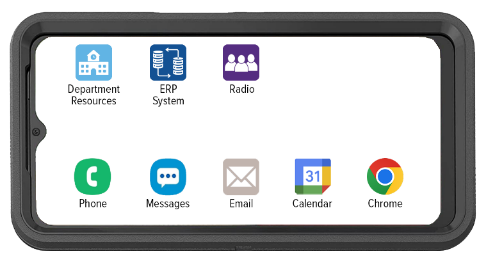 Department
Resources
ERP
System
Radio
31
Phone
Messages
Email
Calendar
Chrome